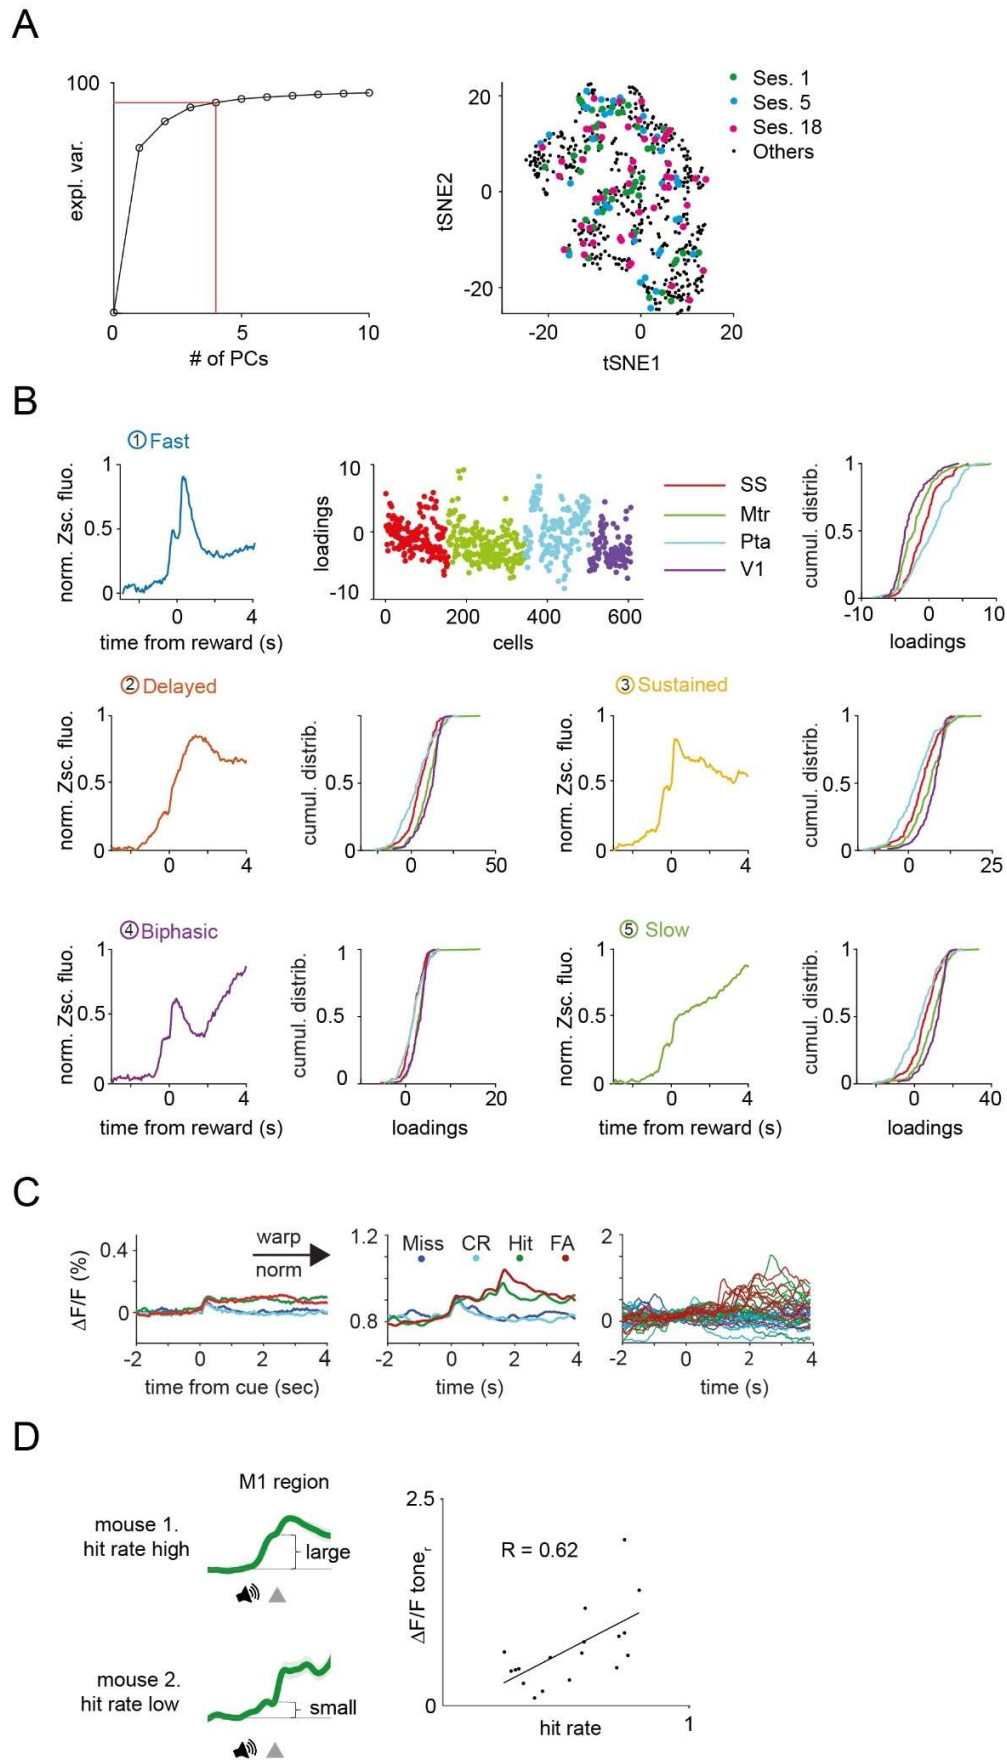 A
100
expl. var.
0
5
10
# of PCs
20
0
-20
tSNE2
-20
0
20
tSNE1
Ses. 1
Ses. 5
Ses. 18
Others
B
1 Fast
norm. Zsc. fluo.
1
0.5
0
0
4
time from reward (s)
loadings
10
0
-10
0
200
400
600
cells
SS
Mtr
Pta
V1
cumul. distrib.
1
0.5
0
-10
0
10
loadings
2 Delayed
norm. Zsc. fluo.
1
0.5
0
0
4
cumul. distrib.
1
0.5
0
0
50
3 Sustained
norm. Zsc. fluo.
1
0.5
0
0
4
cumul. distrib.
1
0.5
0
0
25
4 Biphasic
norm. Zsc. fluo.
1
0.5
0
0
4
time from reward (s)
cumul. distrib.
1
0.5
0
0
20
loadings
5 Slow
norm. Zsc. fluo.
1
0.5
0
0
4
time from reward (s)
cumul. distrib.
1
0.5
0
0
40
loadings
C
ΔF/F (%)
0.4
0
warp
norm
-2
0
2
4
time from cue (sec)
1.2
0.8
Miss
CR
Hit
FA
-2
0
2
4
time (s)
2
0
-2
0
2
4
time (s)
D
M1 region
mouse 1.
hit rate high
large
mouse 2.
hit rate low
small
2.5
ΔF/F toneᵣ
R = 0.62
0
hit rate
1